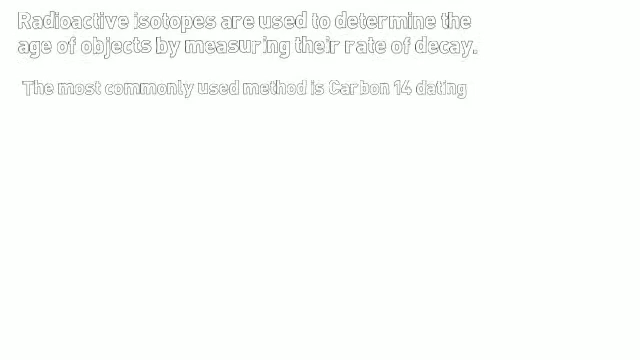 Radioactive isotopes are used to determine the
age of objects by measuring their rate of decay.
The most commonly used method is Carbon 14 dating